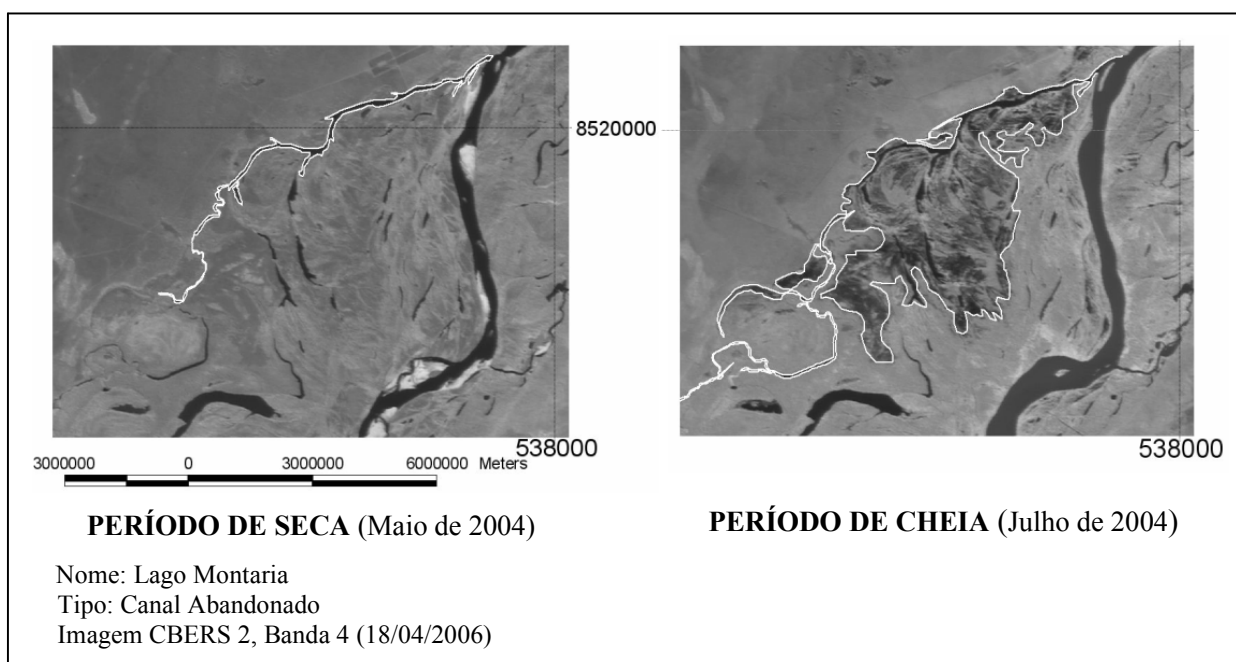 8520000
538000
538000
3000000 0 3000000 6000000 Meters
PERÍODO DE SECA (Maio de 2004)
PERÍODO DE CHEIA (Julho de 2004)
Nome: Lago Montaria
Tipo: Canal Abandonado
Imagem CBERS 2, Banda 4 (18/04/2006)